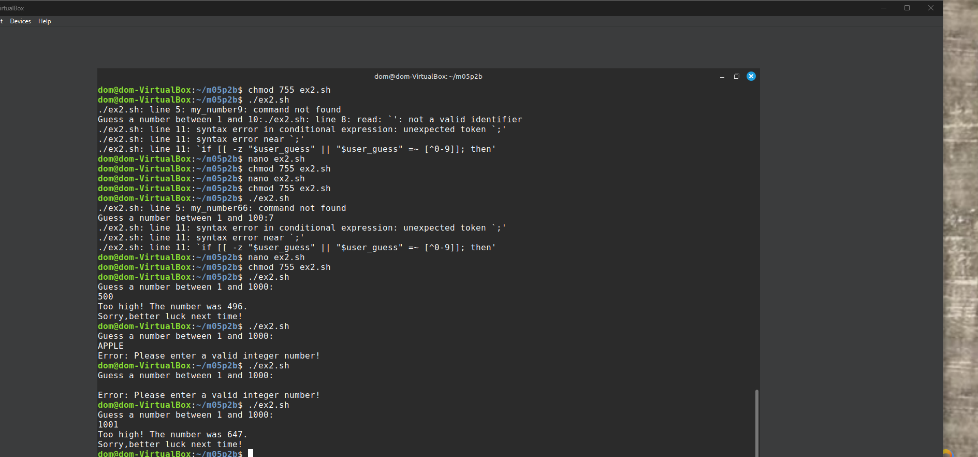 rtualBox
t Devices Help
dom@dom-VirtualBox:~/m05p2b
dom@dom-VirtualBox:~/m05p2b$ chmod 755 ex2.sh
dom@dom-VirtualBox:~/m05p2b$ ./ex2.sh
./ex2.sh: line 5: my_number9: command not found
Guess a number between 1 and 10:./ex2.sh: line 8: read: `': not a valid identifier
./ex2.sh: line 11: syntax error in conditional expression: unexpected token `;'
./ex2.sh: line 11: syntax error near `;'
./ex2.sh: line 11: `if [[ -z "$user_guess" || "$user_guess" =~ [^0-9]]; then'
dom@dom-VirtualBox:~/m05p2b$ nano ex2.sh
dom@dom-VirtualBox:~/m05p2b$ chmod 755 ex2.sh
dom@dom-VirtualBox:~/m05p2b$ nano ex2.sh
dom@dom-VirtualBox:~/m05p2b$ chmod 755 ex2.sh
dom@dom-VirtualBox:~/m05p2b$ ./ex2.sh
./ex2.sh: line 5: my_number66: command not found
Guess a number between 1 and 100:7
./ex2.sh: line 11: syntax error in conditional expression: unexpected token `;'
./ex2.sh: line 11: syntax error near `;'
./ex2.sh: line 11: `if [[ -z "$user_guess" || "$user_guess" =~ [^0-9]]; then'
dom@dom-VirtualBox:~/m05p2b$ nano ex2.sh
dom@dom-VirtualBox:~/m05p2b$ chmod 755 ex2.sh
dom@dom-VirtualBox:~/m05p2b$ ./ex2.sh
Guess a number between 1 and 1000:
500
Too high! The number was 496.
Sorry,better luck next time!
dom@dom-VirtualBox:~/m05p2b$ ./ex2.sh
Guess a number between 1 and 1000:
APPLE
Error: Please enter a valid integer number!
dom@dom-VirtualBox:~/m05p2b$ ./ex2.sh
Guess a number between 1 and 1000:
Error: Please enter a valid integer number!
dom@dom-VirtualBox:~/m05p2b$ ./ex2.sh
Guess a number between 1 and 1000:
1001
Too high! The number was 647.
Sorry,better luck next time!
dom@dom-VirtualBox:~/m05p2b$